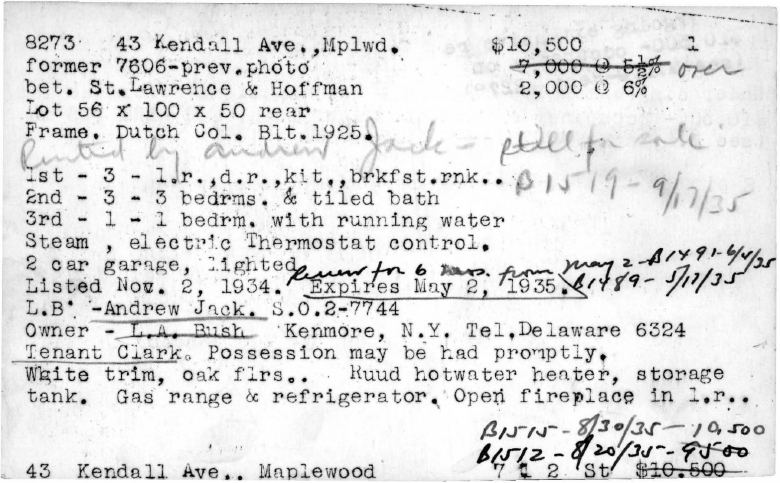 8273 43 Kendall Ave.,Mplwd. $10,500 1
former 7606-prev.photo 7,000 @ 5½% over
bet. St.Lawrence & Hoffman 2,000 @ 6%
Lot 56 x 100 x 50 rear
Frame. Dutch Col. Blt.1925.
Rented by Andrew Jack - still for sale
1st - 3 - l.r.,d.r.,kit.,brkfst.rnk.. B1519 - 9/17/35
2nd - 3 - 3 bedrms. & tiled bath
3rd - 1 - 1 bedrm. with running water
Steam , electric Thermostat control.
2 car garage, lighted Renew for 6 mos. from May 2 - B1491-6/4/35
Listed Nov. 2, 1934. Expires May 2, 1935. B1489 - 5/17/35
L.B. -Andrew Jack. S.O.2-7744
Owner - L.A. Bush Kenmore, N.Y. Tel.Delaware 6324
Tenant Clark. Possession may be had promptly.
White trim, oak flrs.. Ruud hotwater heater, storage
tank. Gas range & refrigerator. Open fireplace in l.r..
B1515 - 8/30/35 - 10,500
B1512 - 8/20/35 - 9500
43 Kendall Ave., Maplewood 7 1 2 St $10.500